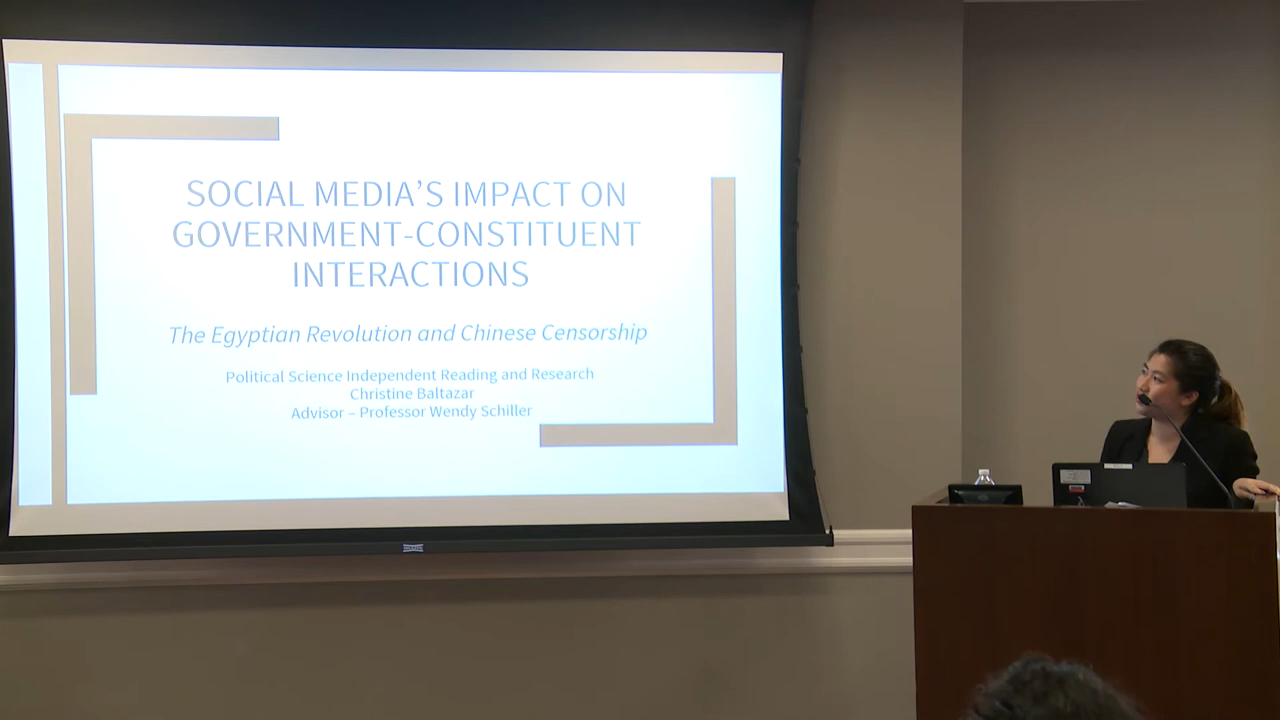 SOCIAL MEDIA'S IMPACT ON
GOVERNMENT-CONSTITUENT
INTERACTIONS
The Egyptian Revolution and Chinese Censorship
Political Science Independent Reading and Research
Christine Baltazar
Advisor – Professor Wendy Schiller